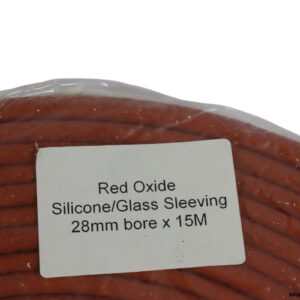 Red Oxide
Silicone/Glass Sleeving
28mm bore x 15M